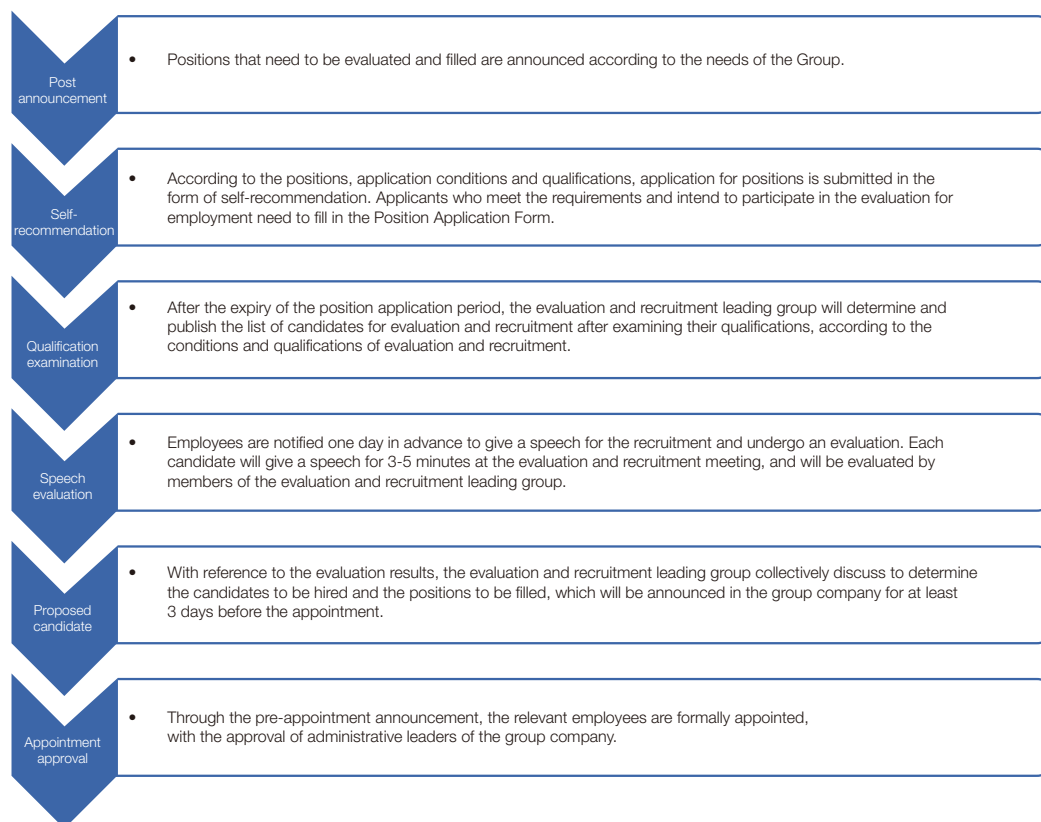 Post
announcement
• Positions that need to be evaluated and filled are announced according to the needs of the Group.
Self-
recommendation
• According to the positions, application conditions and qualifications, application for positions is submitted in the
form of self-recommendation. Applicants who meet the requirements and intend to participate in the evaluation for
employment need to fill in the Position Application Form.
Qualification
examination
• After the expiry of the position application period, the evaluation and recruitment leading group will determine and
publish the list of candidates for evaluation and recruitment after examining their qualifications, according to the
conditions and qualifications of evaluation and recruitment.
Speech
evaluation
• Employees are notified one day in advance to give a speech for the recruitment and undergo an evaluation. Each
candidate will give a speech for 3-5 minutes at the evaluation and recruitment meeting, and will be evaluated by
members of the evaluation and recruitment leading group.
Proposed
candidate
• With reference to the evaluation results, the evaluation and recruitment leading group collectively discuss to determine
the candidates to be hired and the positions to be filled, which will be announced in the group company for at least
3 days before the appointment.
Appointment
approval
• Through the pre-appointment announcement, the relevant employees are formally appointed,
with the approval of administrative leaders of the group company.